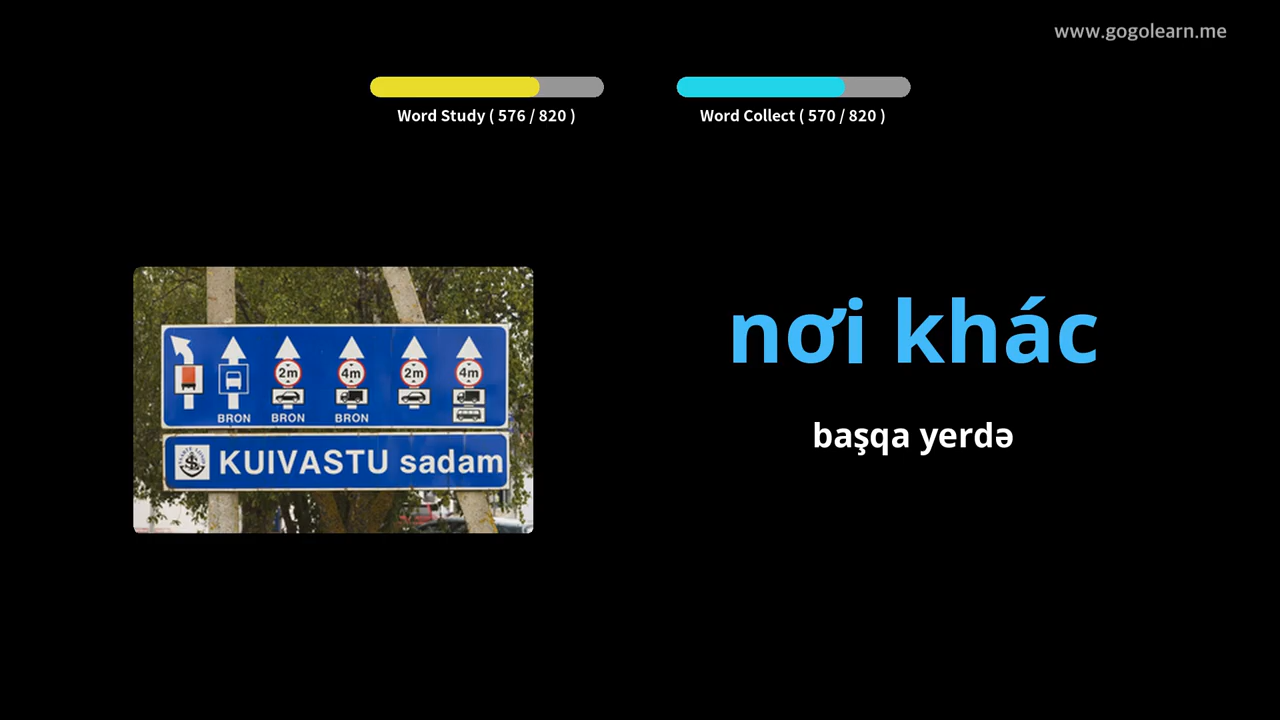 www.gogolearn.me
Word Study ( 576 / 820 )
Word Collect ( 570 / 820 )
2m 4m 2m 4m
BRON BRON BRON
KUIVASTU sadam
nơi khác
başqa yerdə